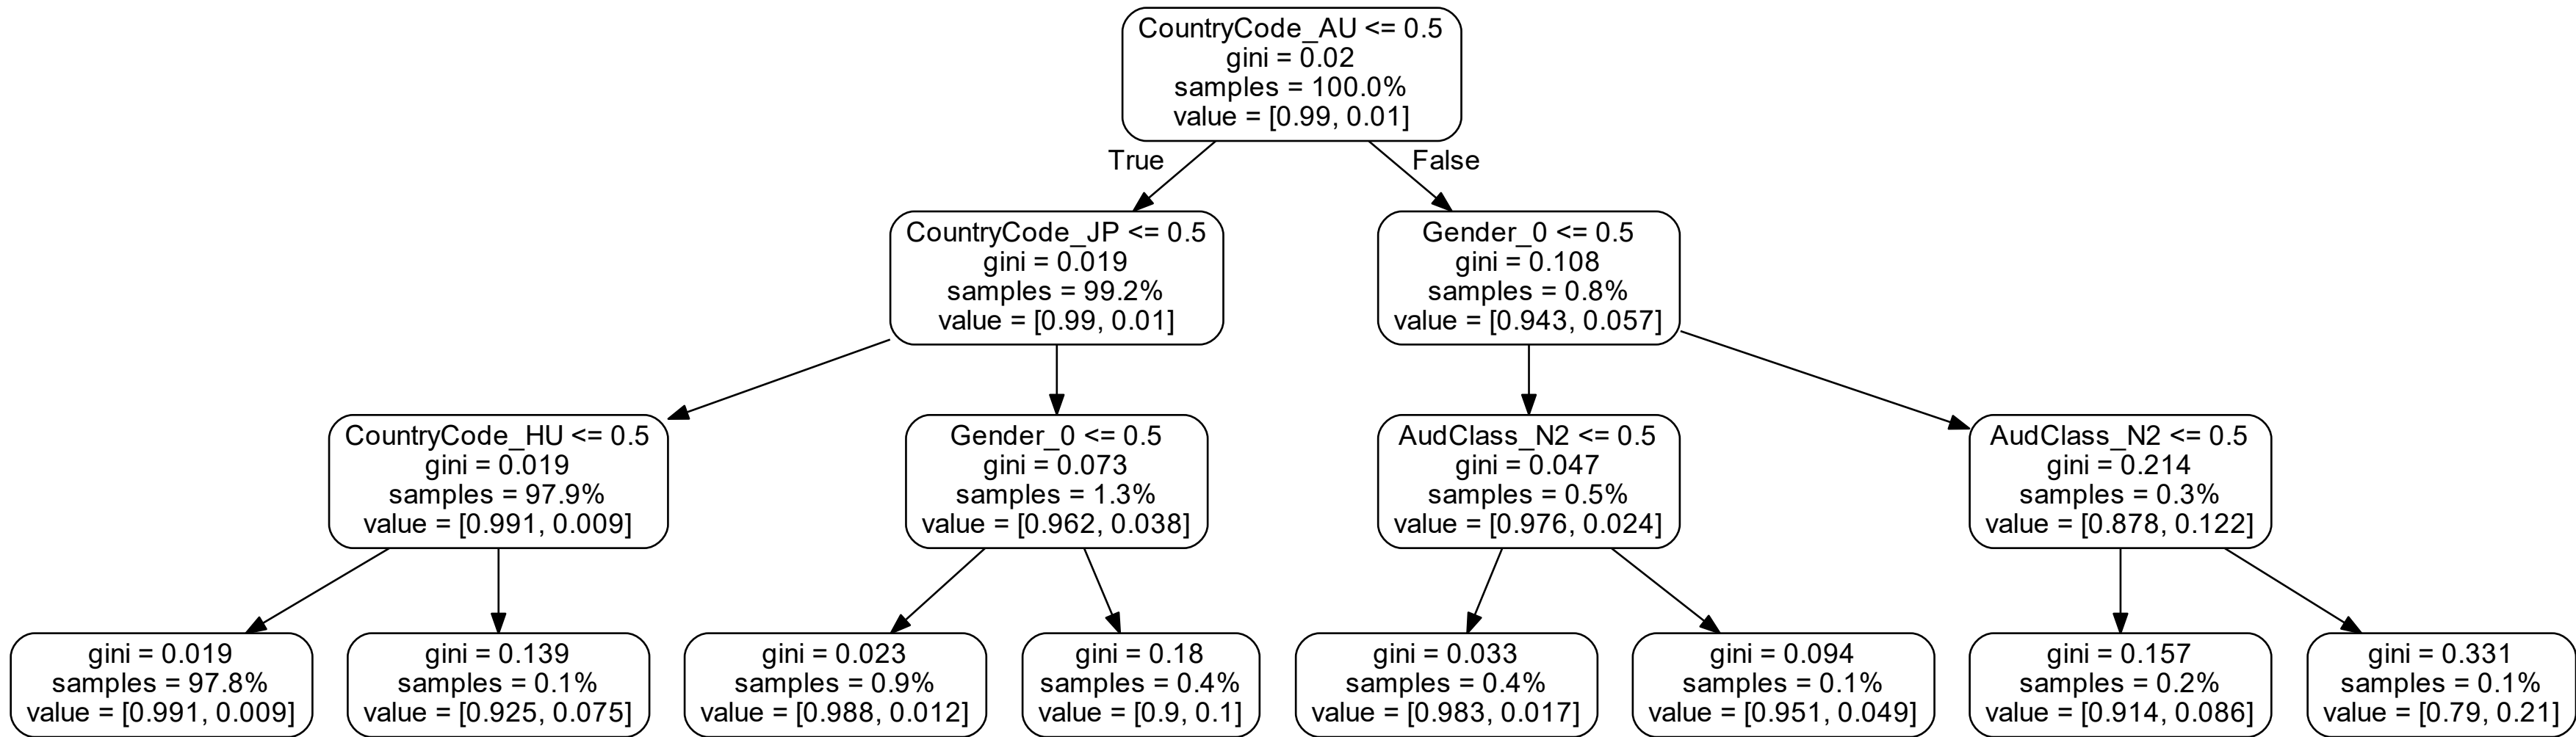 CountryCode_AU <= 0.5
gini = 0.02
samples = 100.0%
value = [0.99, 0.01]
True
False
CountryCode_JP <= 0.5
gini = 0.019
samples = 99.2%
value = [0.99, 0.01]
Gender_0 <= 0.5
gini = 0.108
samples = 0.8%
value = [0.943, 0.057]
CountryCode_HU <= 0.5
gini = 0.019
samples = 97.9%
value = [0.991, 0.009]
Gender_0 <= 0.5
gini = 0.073
samples = 1.3%
value = [0.962, 0.038]
AudClass_N2 <= 0.5
gini = 0.047
samples = 0.5%
value = [0.976, 0.024]
AudClass_N2 <= 0.5
gini = 0.214
samples = 0.3%
value = [0.878, 0.122]
gini = 0.019
samples = 97.8%
value = [0.991, 0.009]
gini = 0.139
samples = 0.1%
value = [0.925, 0.075]
gini = 0.023
samples = 0.9%
value = [0.988, 0.012]
gini = 0.18
samples = 0.4%
value = [0.9, 0.1]
gini = 0.033
samples = 0.4%
value = [0.983, 0.017]
gini = 0.094
samples = 0.1%
value = [0.951, 0.049]
gini = 0.157
samples = 0.2%
value = [0.914, 0.086]
gini = 0.331
samples = 0.1%
value = [0.79, 0.21]